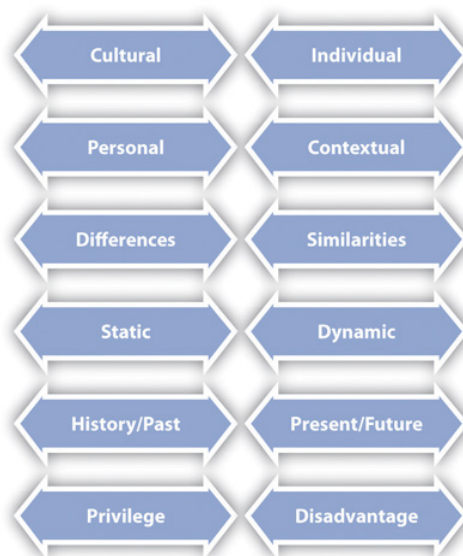 Cultural Individual
Personal Contextual
Differences Similarities
Static Dynamic
History/Past Present/Future
Privilege Disadvantage